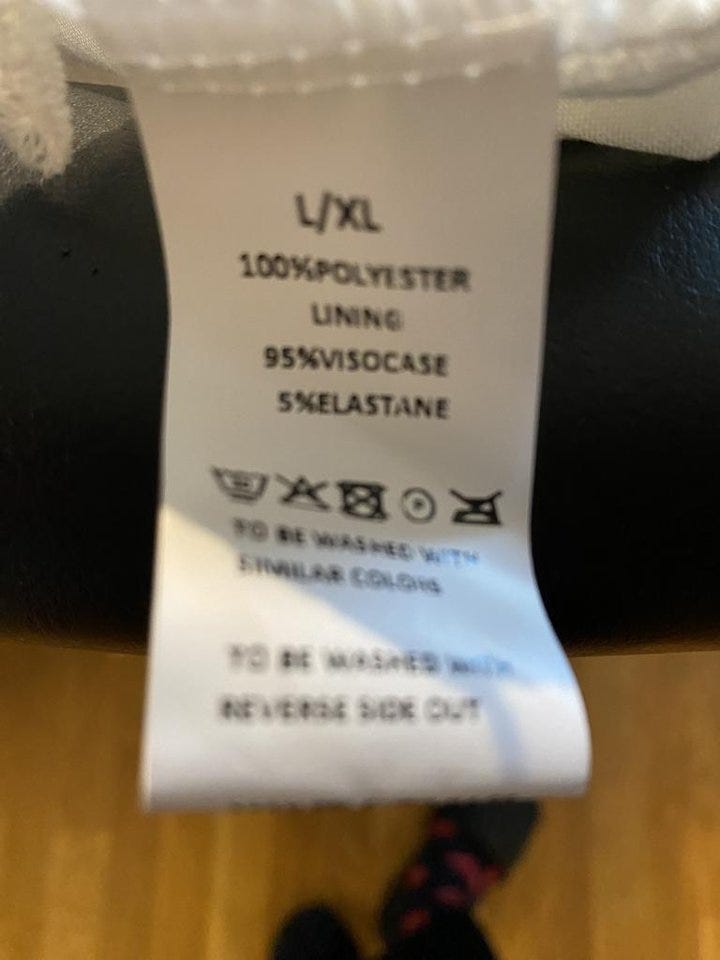 L/XL
100%POLYESTER
LINING
95%VISOCASE
5%ELASTANE
TO BE WASHED WITH
SIMILAR COLORS
TO BE WASHED WITH
REVERSE SIDE OUT